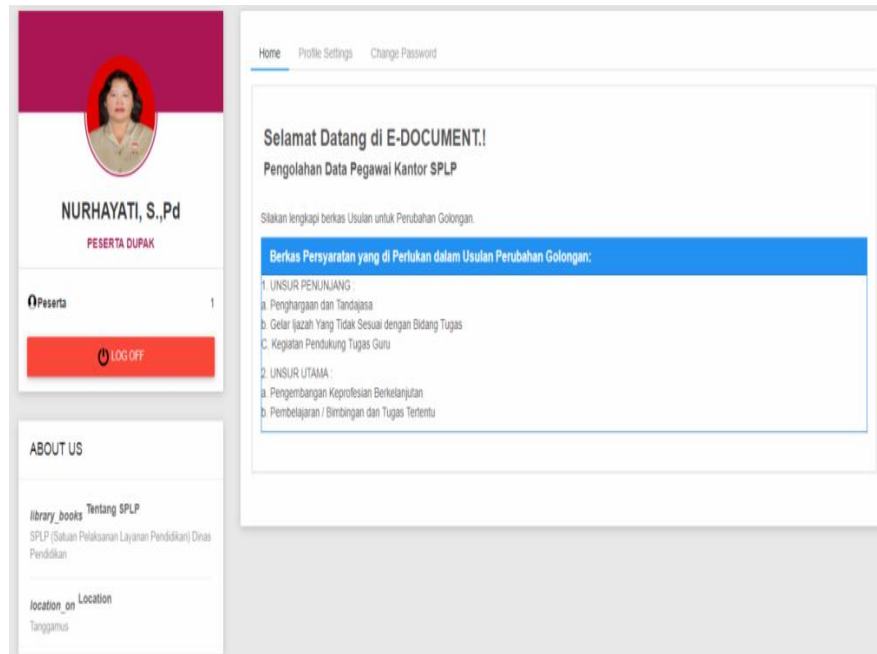 NURHAYATI, S.,Pd
PESERTA DUPAK
Peserta 1
LOG OFF
ABOUT US
library_books Tentang SPLP
SPLP (Satuan Pelaksanan Layanan Pendidikan) Dinas
Pendidikan
location_on Location
Tanggamus
Home Profile Settings Change Password
Selamat Datang di E-DOCUMENT.!
Pengolahan Data Pegawai Kantor SPLP
Silakan lengkapi berkas Usulan untuk Perubahan Golongan.
Berkas Persyaratan yang di Perlukan dalam Usulan Perubahan Golongan:
1. UNSUR PENUNJANG :
a. Penghargaan dan Tandajasa
b. Gelar Ijazah Yang Tidak Sesuai dengan Bidang Tugas
C. Kegiatan Pendukung Tugas Guru
2. UNSUR UTAMA :
a. Pengembangan Keprofesian Berkelanjutan
b. Pembelajaran / Bimbingan dan Tugas Tertentu